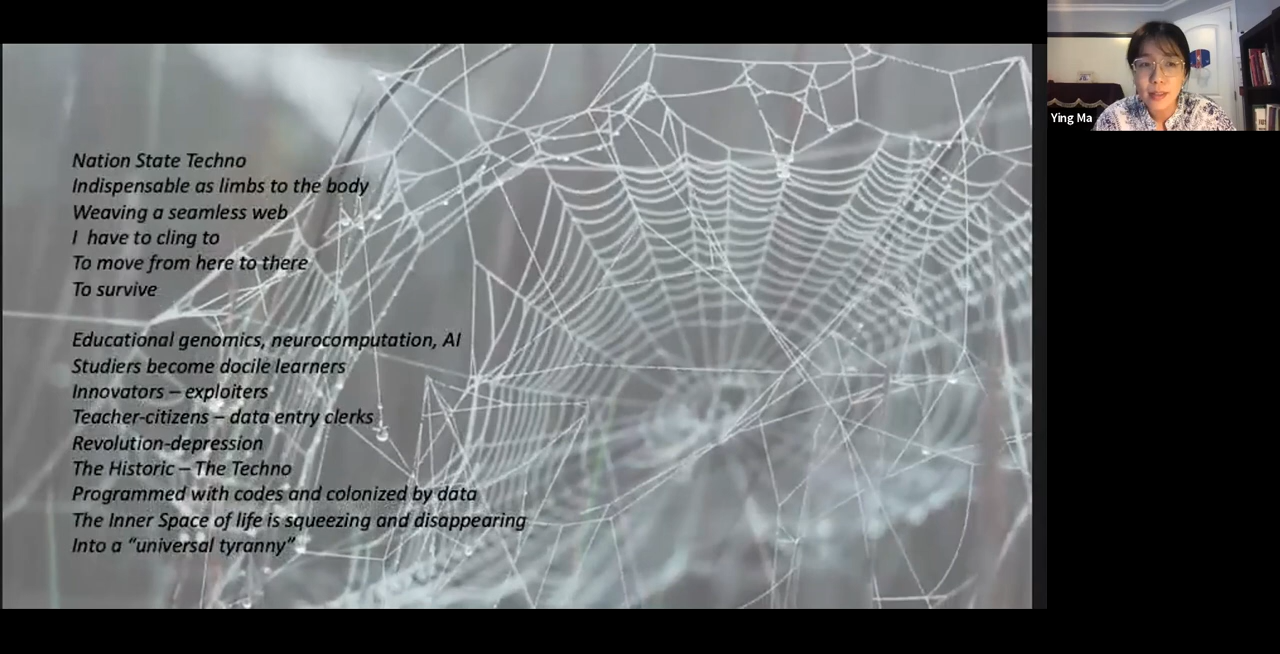 Nation State Techno
Indispensable as limbs to the body
Weaving a seamless web
I  have to cling to
To move from here to there
To survive
Educational genomics, neurocomputation, AI
Studiers become docile learners
Innovators – exploiters
Teacher-citizens – data entry clerks
Revolution-depression
The Historic – The Techno
Programmed with codes and colonized by data
The Inner Space of life is squeezing and disappearing
Into a “universal tyranny”
Ying Ma